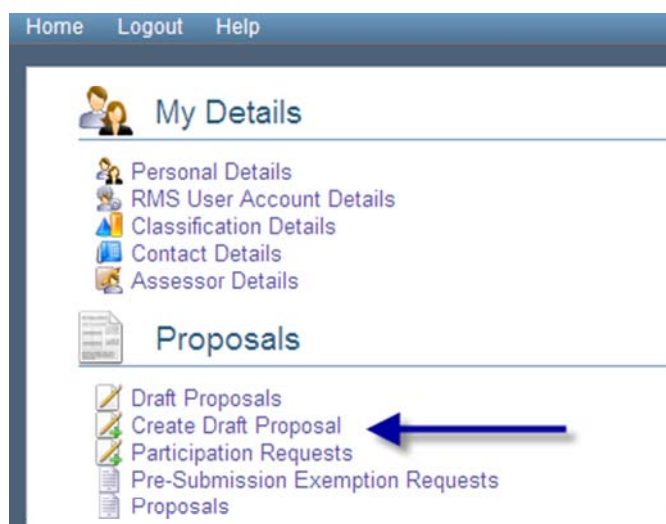 Home Logout Help
My Details
Personal Details
RMS User Account Details
Classification Details
Contact Details
Assessor Details
Proposals
Draft Proposals
Create Draft Proposal
Participation Requests
Pre-Submission Exemption Requests
Proposals